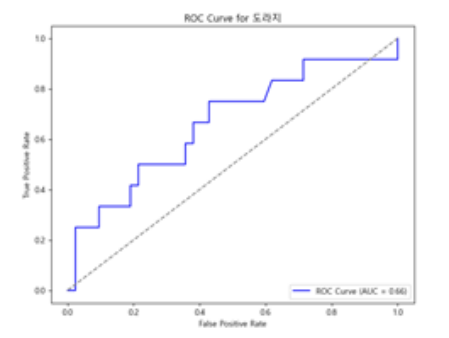 ROC Curve for 도라지
1.0
0.8
0.6
0.4
0.2
0.0
True Positive Rate
0.0 0.2 0.4 0.6 0.8 1.0
False Positive Rate
ROC Curve (AUC = 0.66)